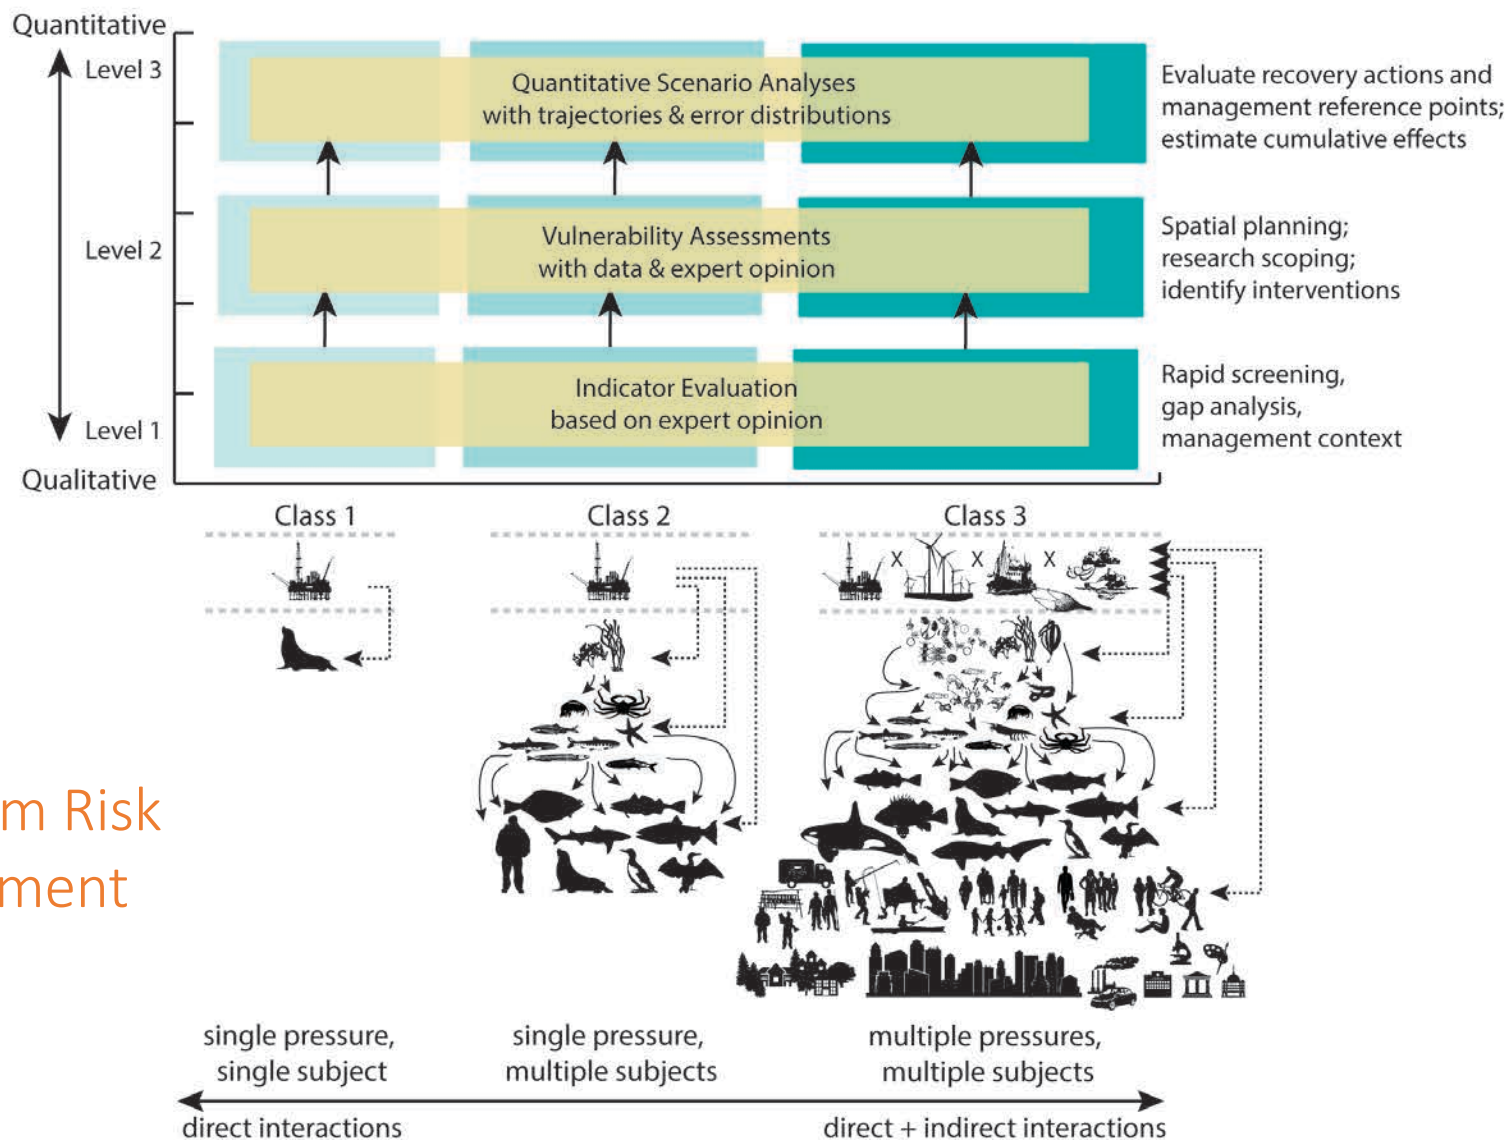 Quantitative
Level 3
Quantitative Scenario Analyses
with trajectories & error distributions
Evaluate recovery actions and
management reference points;
estimate cumulative effects
Level 2
Vulnerability Assessments
with data & expert opinion
Spatial planning;
research scoping;
identify interventions
Indicator Evaluation
based on expert opinion
Rapid screening,
gap analysis,
management context
Level 1
Qualitative
Class 1
Class 2
Class 3
X
X
X
m Risk
ment
single pressure,
single subject
single pressure,
multiple subjects
multiple pressures,
multiple subjects
direct interactions
direct + indirect interactions